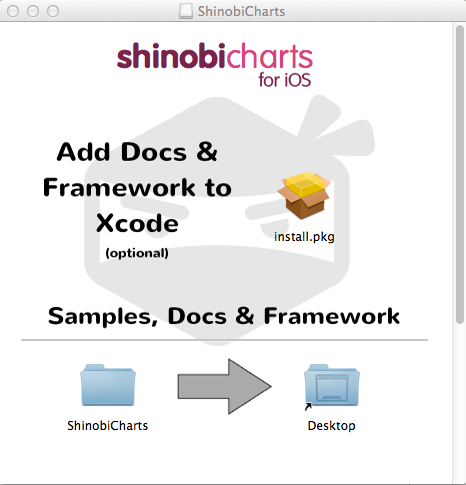 ShinobiCharts
shinobicharts
for iOS
Add Docs &
Framework to
Xcode
(optional)
install.pkg
Samples, Docs & Framework
ShinobiCharts
Desktop